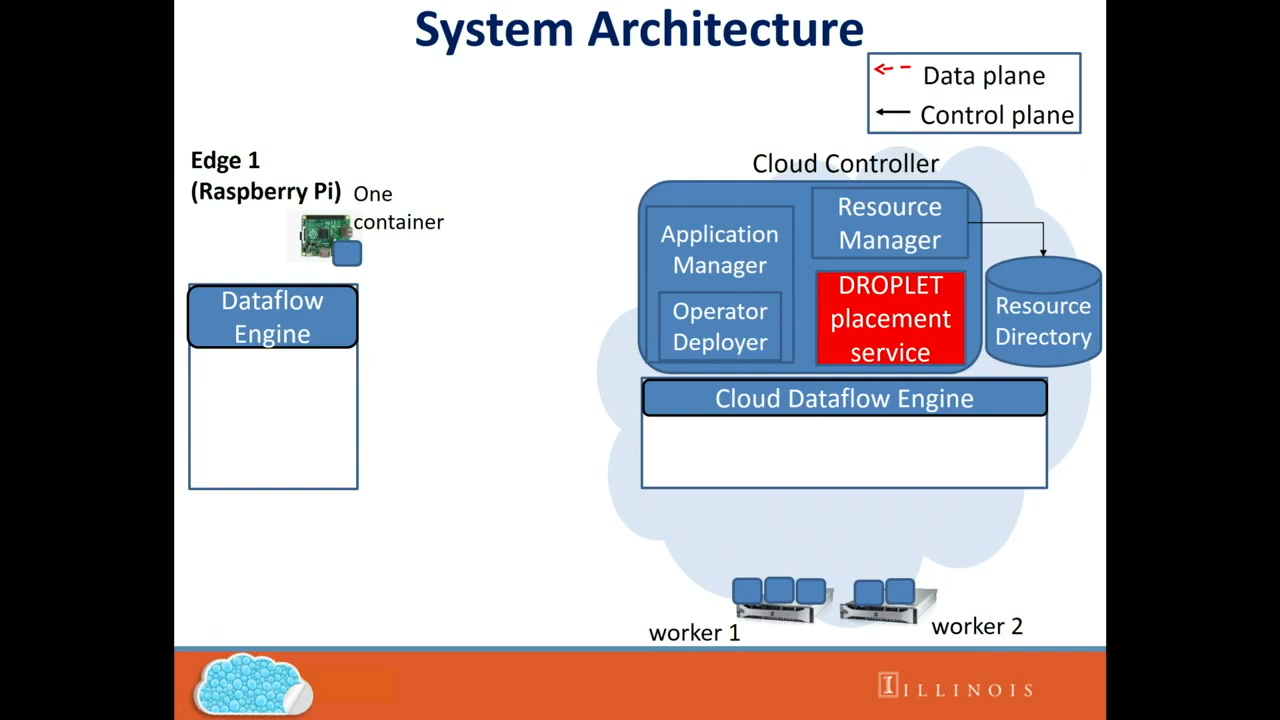 System Architecture
Data plane
Control plane
Edge 1
(Raspberry Pi)
One
container
Dataflow
Engine
Cloud Controller
Application
Manager
Operator
Deployer
Resource
Manager
DROPLET
placement
service
Resource
Directory
Cloud Dataflow Engine
worker 1
worker 2
I ILLINOIS